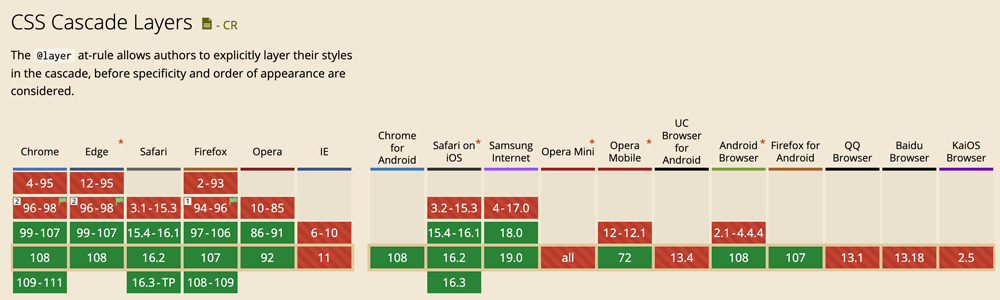 CSS Cascade Layers - CR
The @layer at-rule allows authors to explicitly layer their styles
in the cascade, before specificity and order of appearance are
considered.
Chrome
Edge *
Safari
Firefox
Opera
IE
Chrome
for
Android
Safari on *
iOS
Samsung
Internet
Opera Mini *
Opera *
Mobile
UC
Browser
for
Android
Android *
Browser
Firefox for
Android
QQ
Browser
Baidu
Browser
KaiOS
Browser
4-95 12-95 2-93
2 96-98 2 96-98 3.1-15.3 1 94-96 10-85 3.2-15.3 4-17.0
99-107 99-107 15.4-16.1 97-106 86-91 6-10 15.4-16.1 18.0 12-12.1 2.1-4.4.4
108 108 16.2 107 92 11 108 16.2 19.0 all 72 13.4 108 107 13.1 13.18 2.5
109-111 16.3-TP 108-109 16.3